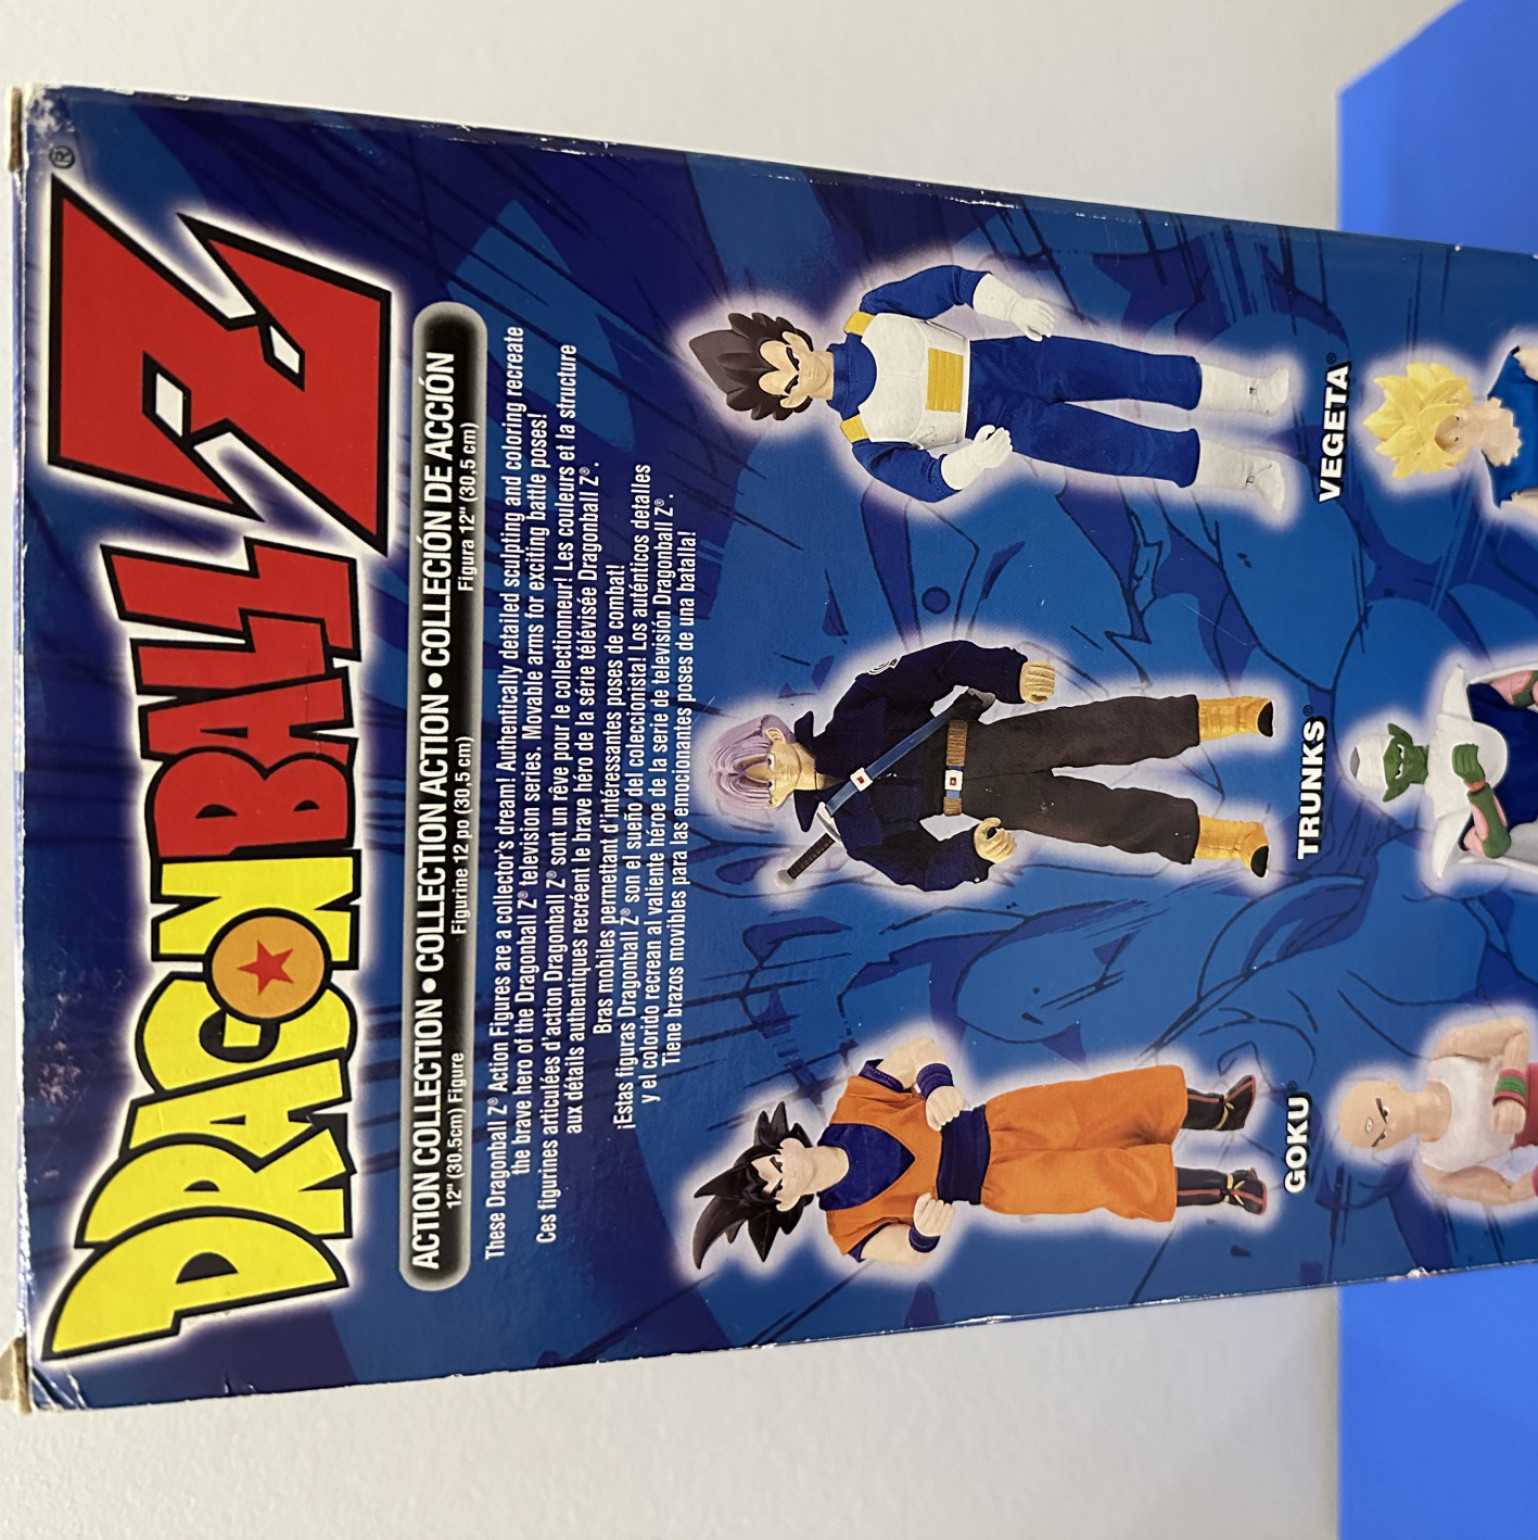 DRAGONBALL Z®
ACTION COLLECTION • COLLECTION ACTION • COLLECCIÓN DE ACCIÓN
12" (30.5cm) Figure Figurine 12 po (30,5 cm) Figura 12" (30,5 cm)
These Dragonball Z® Action Figures are a collector's dream! Authentically detailed sculpting and coloring recreate
the brave hero of the Dragonball Z® television series. Movable arms for exciting battle poses!
Ces figurines articulées d'action Dragonball Z® sont un rêve pour le collectionneur! Les couleurs et la structure
aux détails authentiques recréent le brave héro de la série télévisée Dragonball Z®.
Bras mobiles permettant d'intéressantes poses de combat!
¡Estas figuras Dragonball Z® son el sueño del coleccionista! Los auténticos detalles
y el colorido recrean al valiente héroe de la serie de televisión Dragonball Z®.
Tiene brazos movibles para las emocionantes poses de una batalla!
GOKU® TRUNKS® VEGETA®